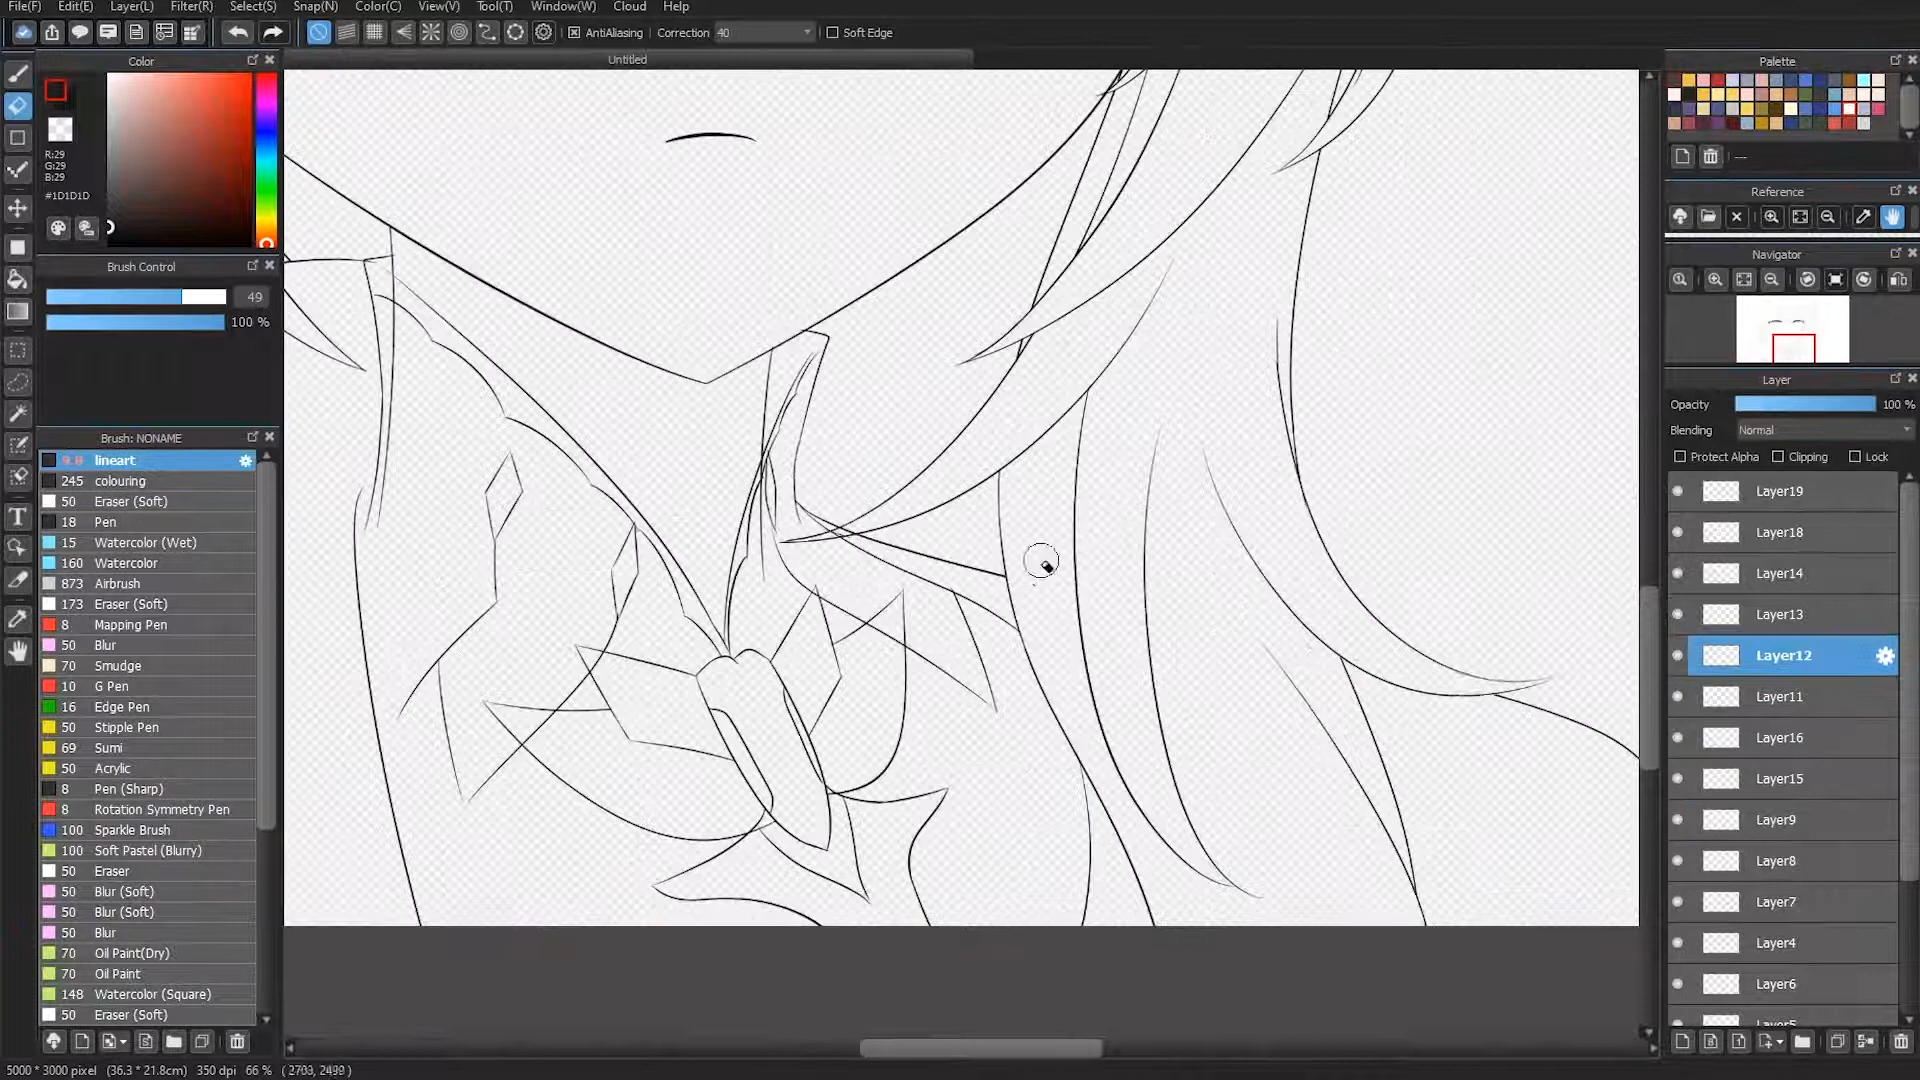 File(F) Edit(E) Layer(L) Filter(R) Select(S) Snap(N) Color(C) View(V) Tool(T) Window(W) Cloud Help
AntiAliasing Correction 40 Soft Edge
Untitled
Color
R:29
G:29
B:29
#1D1D1D
Brush Control
49
100 %
Brush: NONAME
lineart
245 colouring
50 Eraser (Soft)
18 Pen
15 Watercolor (Wet)
160 Watercolor
873 Airbrush
173 Eraser (Soft)
8 Mapping Pen
50 Blur
70 Smudge
10 G Pen
16 Edge Pen
50 Stipple Pen
69 Sumi
50 Acrylic
8 Pen (Sharp)
8 Rotation Symmetry Pen
100 Sparkle Brush
100 Soft Pastel (Blurry)
50 Eraser
50 Blur (Soft)
50 Blur (Soft)
50 Blur
70 Oil Paint(Dry)
70 Oil Paint
148 Watercolor (Square)
50 Eraser (Soft)
Palette
---
Reference
Navigator
Layer
Opacity 100 %
Blending Normal
Protect Alpha Clipping Lock
Layer19
Layer18
Layer14
Layer13
Layer12
Layer11
Layer16
Layer15
Layer9
Layer8
Layer7
Layer4
Layer6
Layer5
5000 * 3000 pixel (36.3 * 21.8cm) 350 dpi 66 %